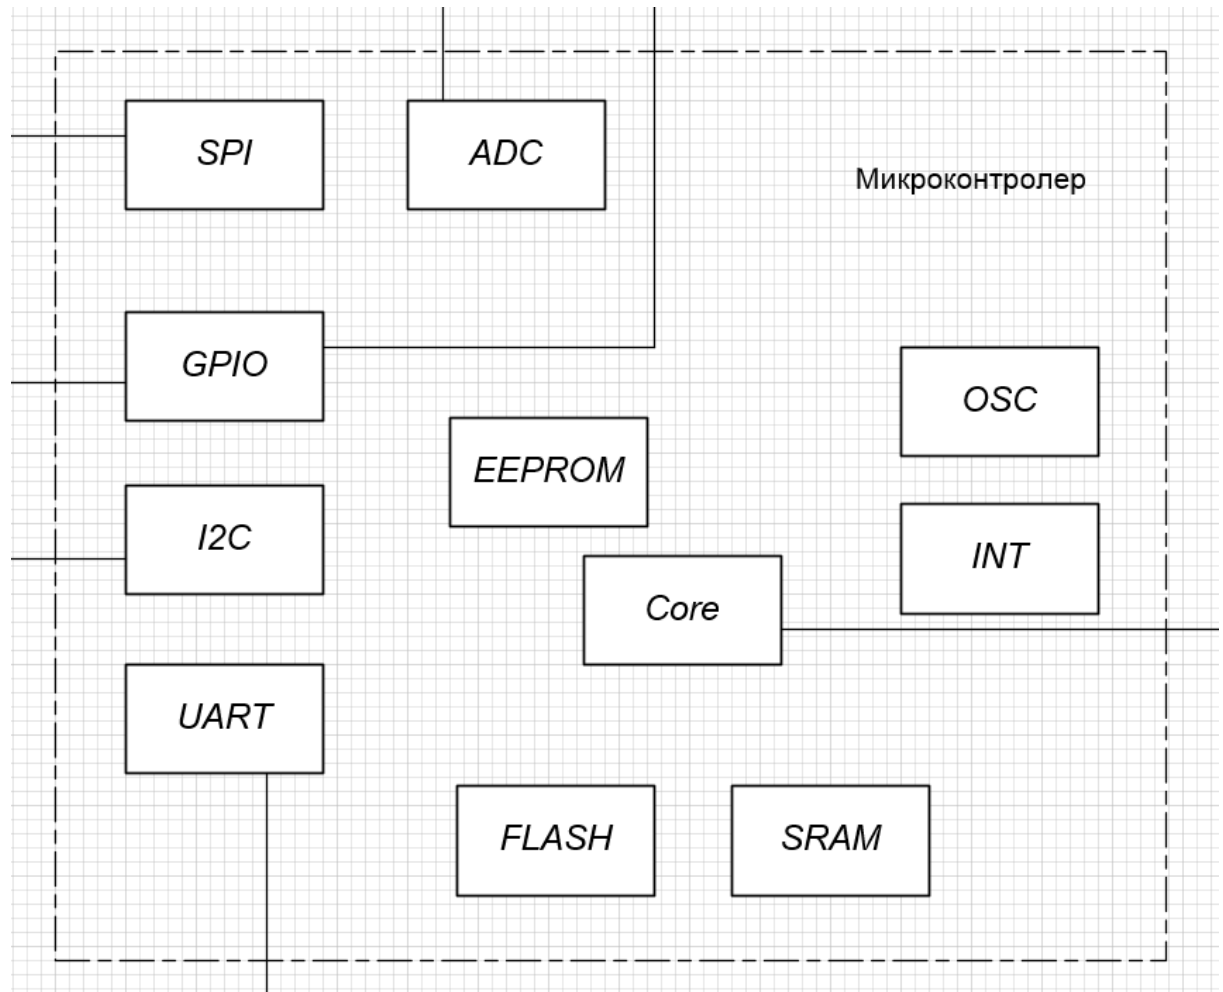 SPI
ADC
Микроконтролер
GPIO
OSC
EEPROM
I2C
INT
Core
UART
FLASH
SRAM